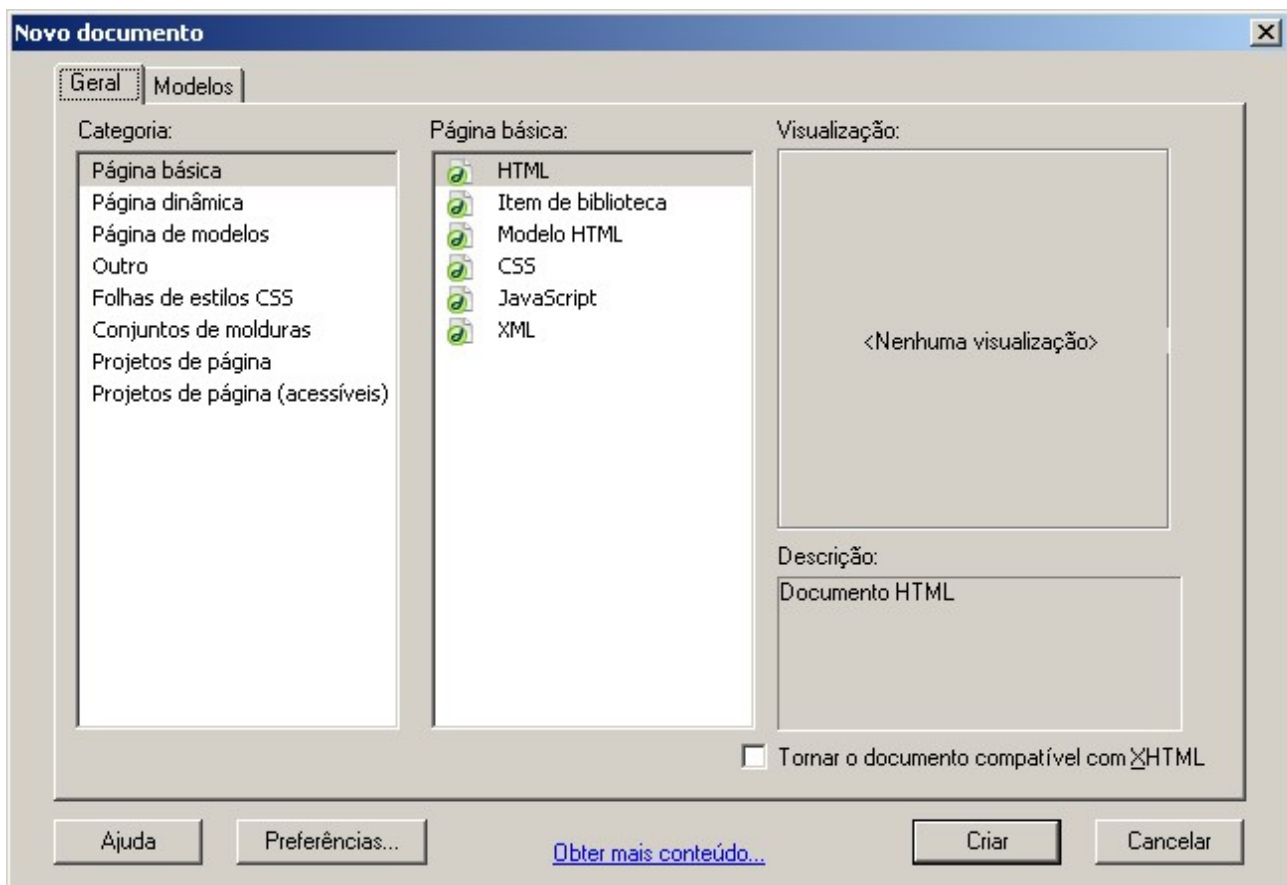 Novo documento
Geral
Modelos
Categoria:
Página básica
Página dinâmica
Página de modelos
Outro
Folhas de estilos CSS
Conjuntos de molduras
Projetos de página
Projetos de página (acessíveis)
Página básica:
HTML
Item de biblioteca
Modelo HTML
CSS
JavaScript
XML
Visualização:
<Nenhuma visualização>
Descrição:
Documento HTML
Tornar o documento compatível com XHTML
Ajuda
Preferências...
Obter mais conteúdo...
Criar
Cancelar